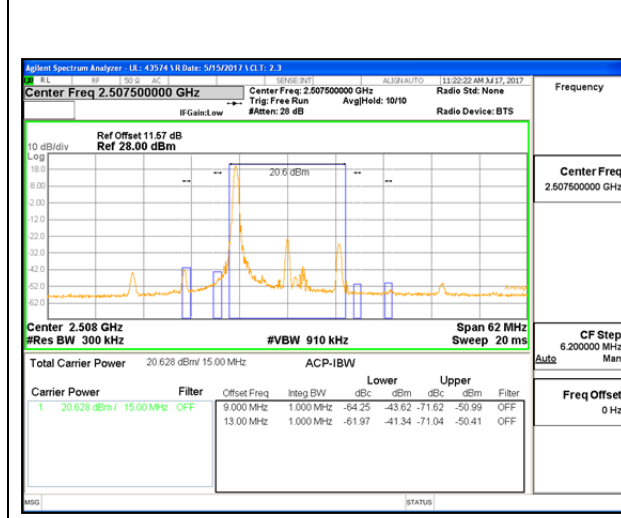 Agilent Spectrum Analyzer - UL: 43574 \ R.Date: 5/15/2017 \ CLT: 2.3
RL RF 50 Ω AC SENSE:INT ALIGN AUTO 11:22:22 AM Jul 17, 2017
Center Freq 2.507500000 GHz
Center Freq: 2.507500000 GHz
Radio Std: None
Trig: Free Run Avg|Hold: 10/10
IFGain:Low #Atten: 28 dB Radio Device: BTS
Frequency
Ref Offset 11.57 dB
10 dB/div Ref 28.00 dBm
Log
18.0
8.00
-2.00
-12.0
-22.0
-32.0
-42.0
-52.0
-62.0
20.6 dBm
Center Freq
2.507500000 GHz
Center 2.508 GHz Span 62 MHz
#Res BW 300 kHz #VBW 910 kHz Sweep 20 ms
CF Step
6.200000 MHz
Auto Man
Freq Offset
0 Hz
Total Carrier Power 20.628 dBm/ 15.00 MHz ACP-IBW
Lower Upper
Carrier Power Filter Offset Freq Integ BW dBc dBm dBc dBm Filter
1 20.628 dBm / 15.00 MHz OFF 9.000 MHz 1.000 MHz -64.25 -43.62 -71.62 -50.99 OFF
13.00 MHz 1.000 MHz -61.97 -41.34 -71.04 -50.41 OFF
MSG STATUS